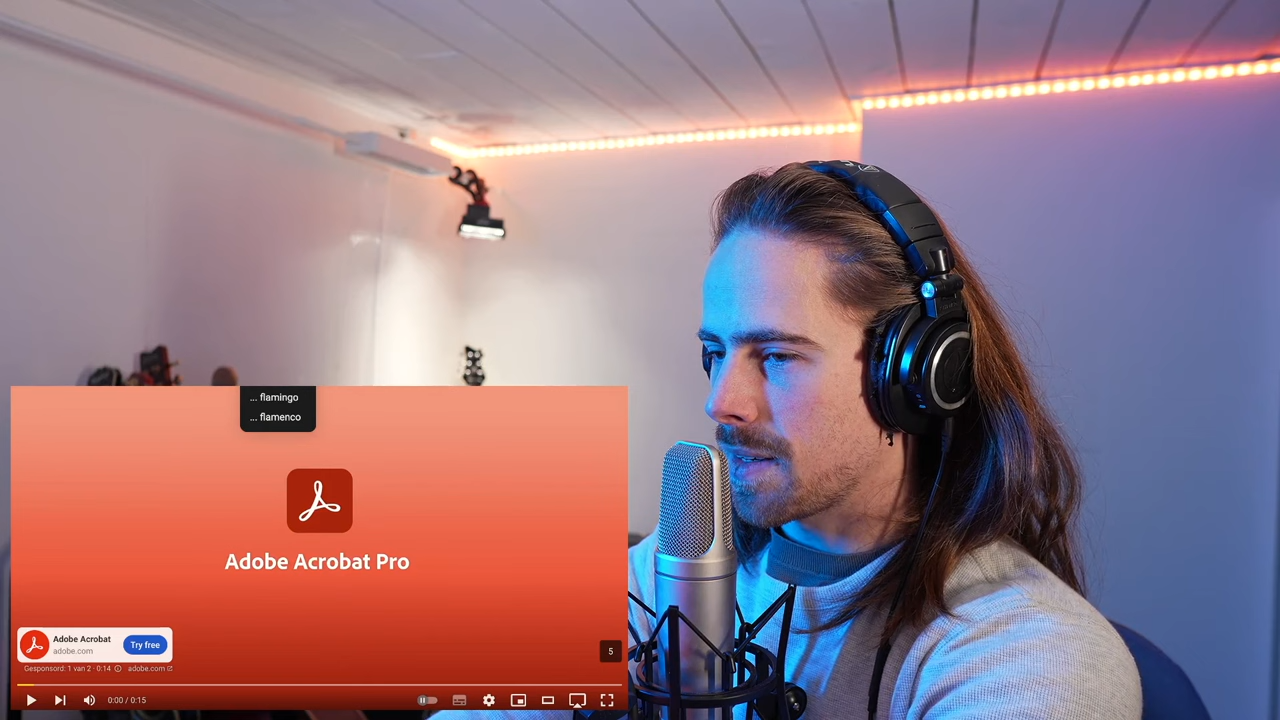 ... flamingo
... flamenco
Adobe Acrobat Pro
Adobe Acrobat
adobe.com
Try free
Gesponsord: 1 van 2 · 0:14
adobe.com
5
0:00 / 0:15